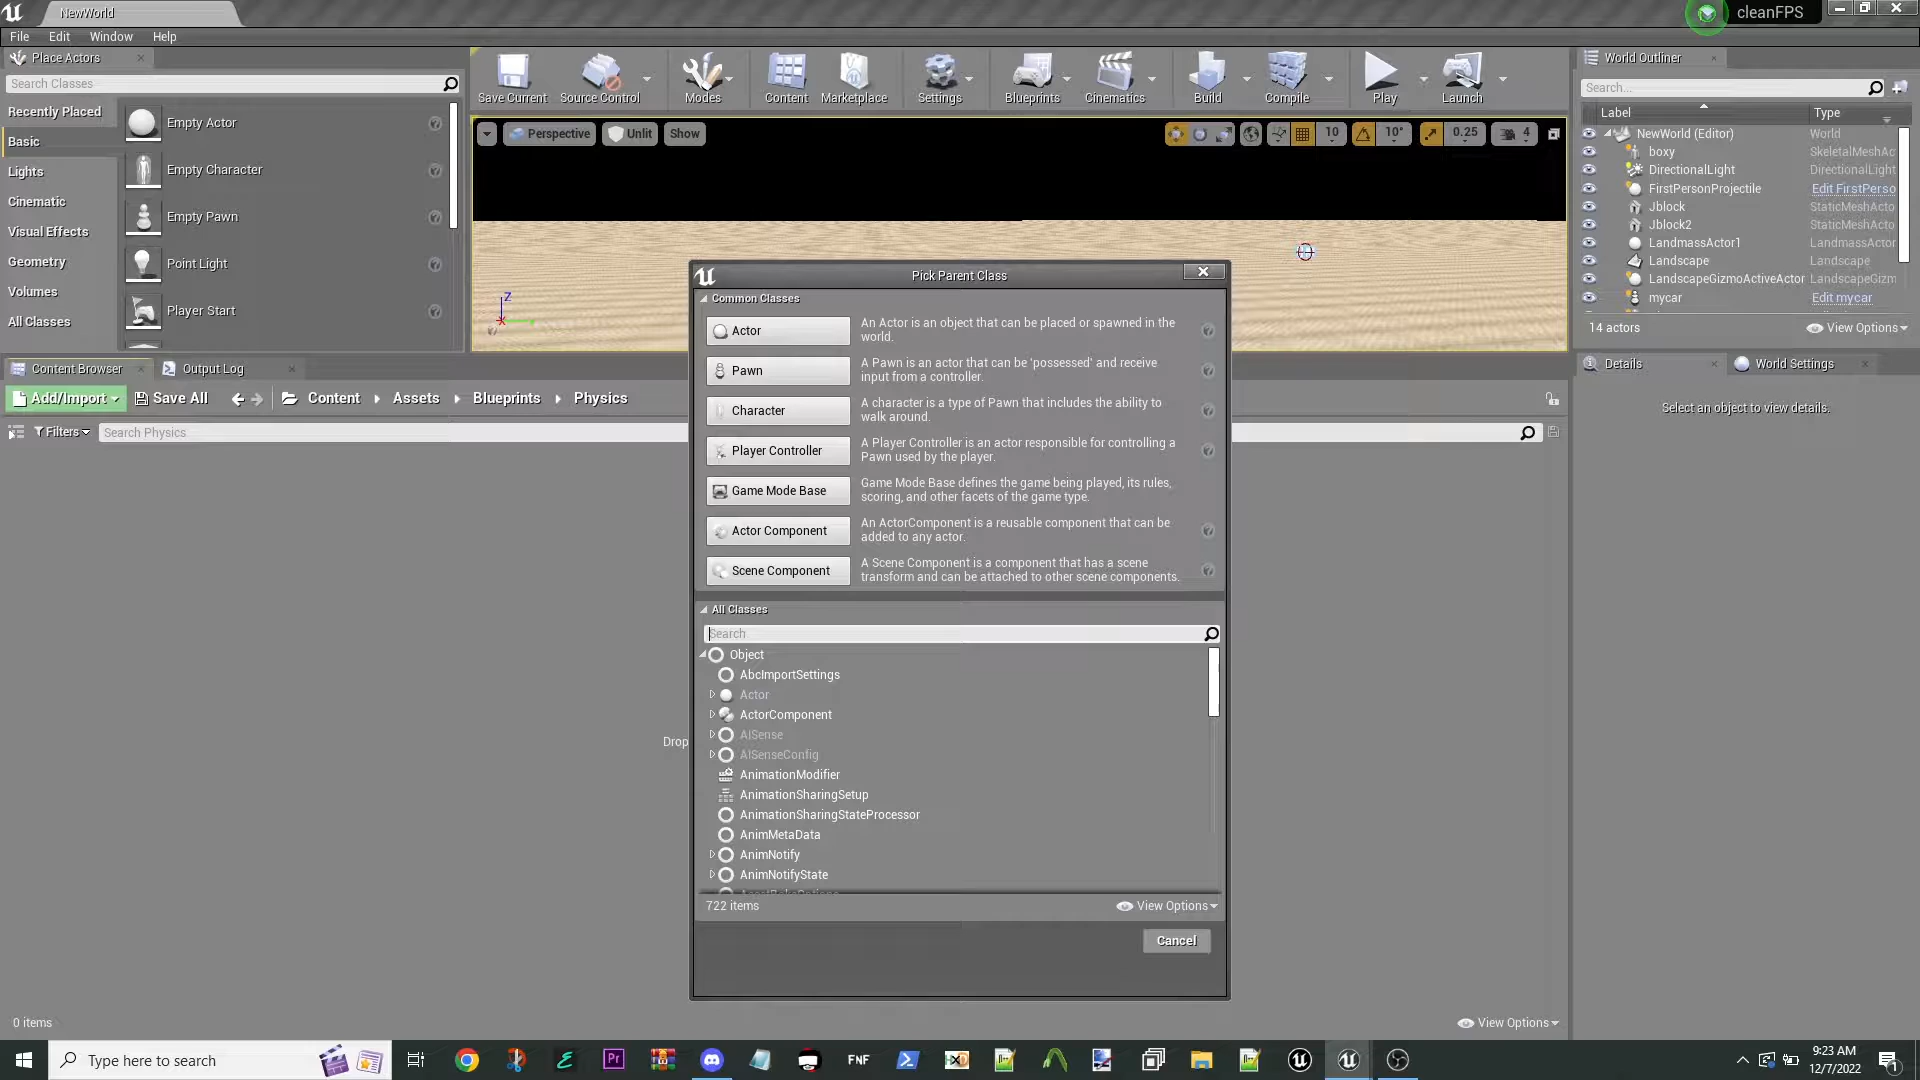 NewWorld
cleanFPS
File Edit Window Help
Place Actors
Search Classes
Recently Placed
Basic
Lights
Cinematic
Visual Effects
Geometry
Volumes
All Classes
Empty Actor
Empty Character
Empty Pawn
Point Light
Player Start
Save Current Source Control Modes Content Marketplace Settings Blueprints Cinematics Build Compile Play Launch
Perspective Unlit Show 10 10° 0.25 4
Z
World Outliner
Search...
Label Type
NewWorld (Editor) World
boxy SkeletalMeshAc
DirectionalLight DirectionalLight
FirstPersonProjectile Edit FirstPerso
Jblock StaticMeshActo
Jblock2 StaticMeshActo
LandmassActor1 LandmassActor
Landscape Landscape
LandscapeGizmoActiveActor LandscapeGizm
mycar Edit mycar
14 actors View Options
Details World Settings
Select an object to view details.
Content Browser Output Log
Add/Import Save All Content Assets Blueprints Physics
Filters Search Physics
Drop
0 items View Options
Pick Parent Class
Common Classes
Actor
An Actor is an object that can be placed or spawned in the
world.
Pawn
A Pawn is an actor that can be 'possessed' and receive
input from a controller.
Character
A character is a type of Pawn that includes the ability to
walk around.
Player Controller
A Player Controller is an actor responsible for controlling a
Pawn used by the player.
Game Mode Base
Game Mode Base defines the game being played, its rules,
scoring, and other facets of the game type.
Actor Component
An ActorComponent is a reusable component that can be
added to any actor.
Scene Component
A Scene Component is a component that has a scene
transform and can be attached to other scene components.
All Classes
Search
Object
AbcImportSettings
Actor
ActorComponent
AISense
AISenseConfig
AnimationModifier
AnimationSharingSetup
AnimationSharingStateProcessor
AnimMetaData
AnimNotify
AnimNotifyState
722 items View Options
Cancel
Type here to search
Pr
FNF
9:23 AM
12/7/2022
1